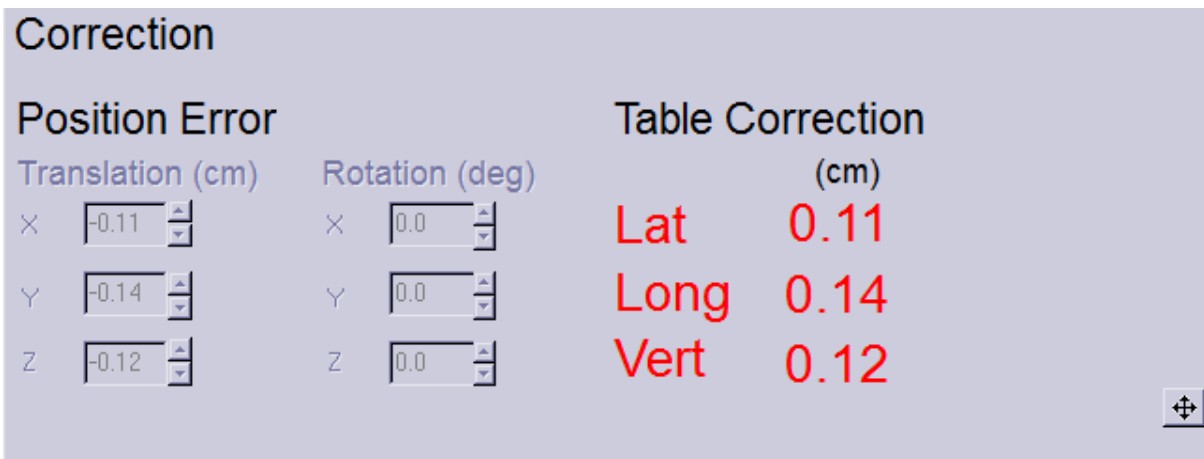 Correction
Position Error Table Correction
Translation (cm) Rotation (deg) (cm)
X -0.11 X 0.0 Lat 0.11
Y -0.14 Y 0.0 Long 0.14
Z -0.12 Z 0.0 Vert 0.12